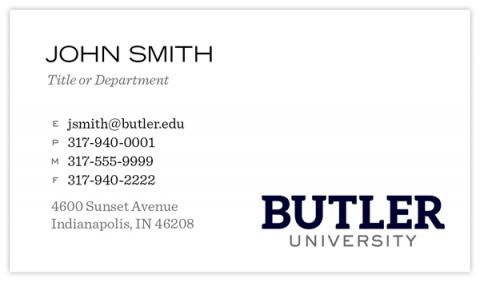 JOHN SMITH
Title or Department
E jsmith@butler.edu
P 317-940-0001
M 317-555-9999
F 317-940-2222
4600 Sunset Avenue
Indianapolis, IN 46208
BUTLER
UNIVERSITY